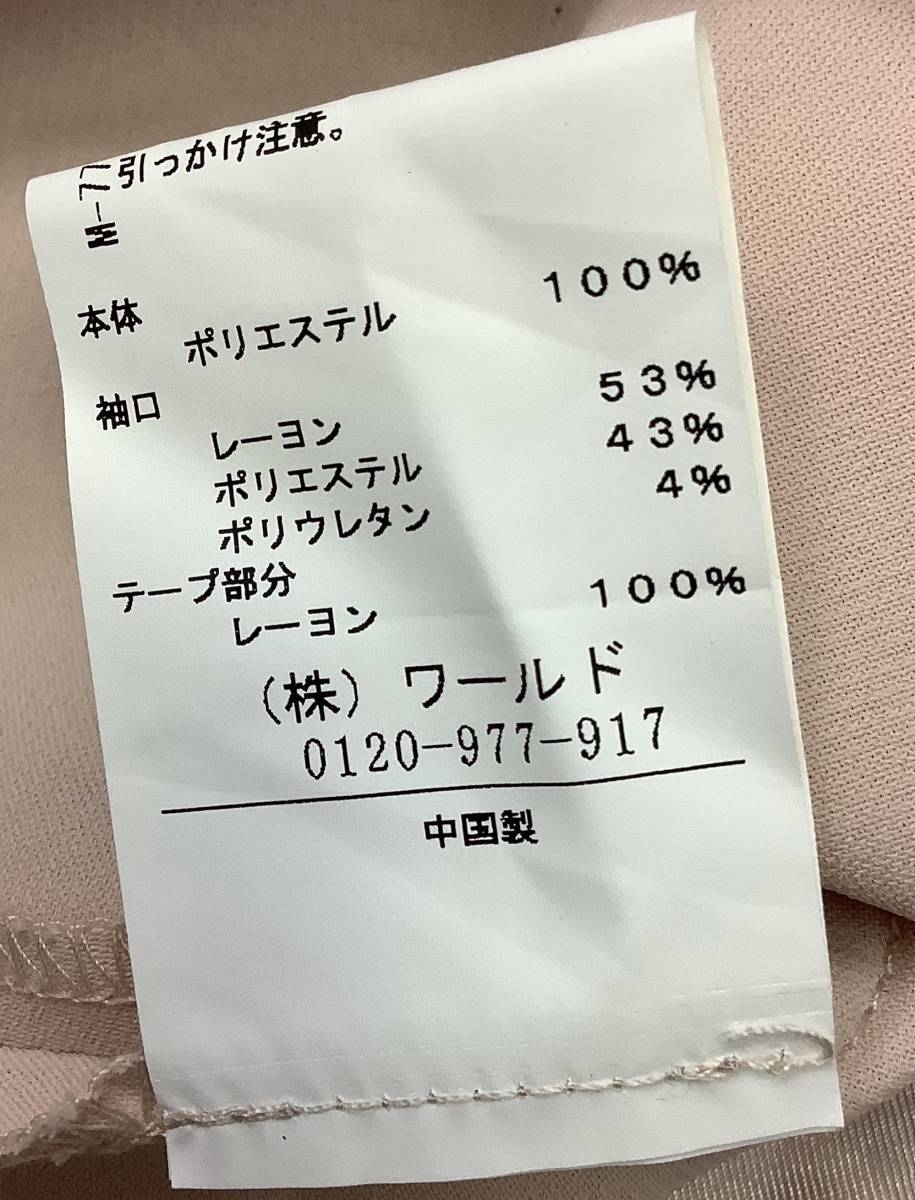 引っかけ注意。
本体
ポリエステル 100%
袖口
レーヨン 53%
ポリエステル 43%
ポリウレタン 4%
テープ部分
レーヨン 100%
(株) ワールド
0120-977-917
中国製